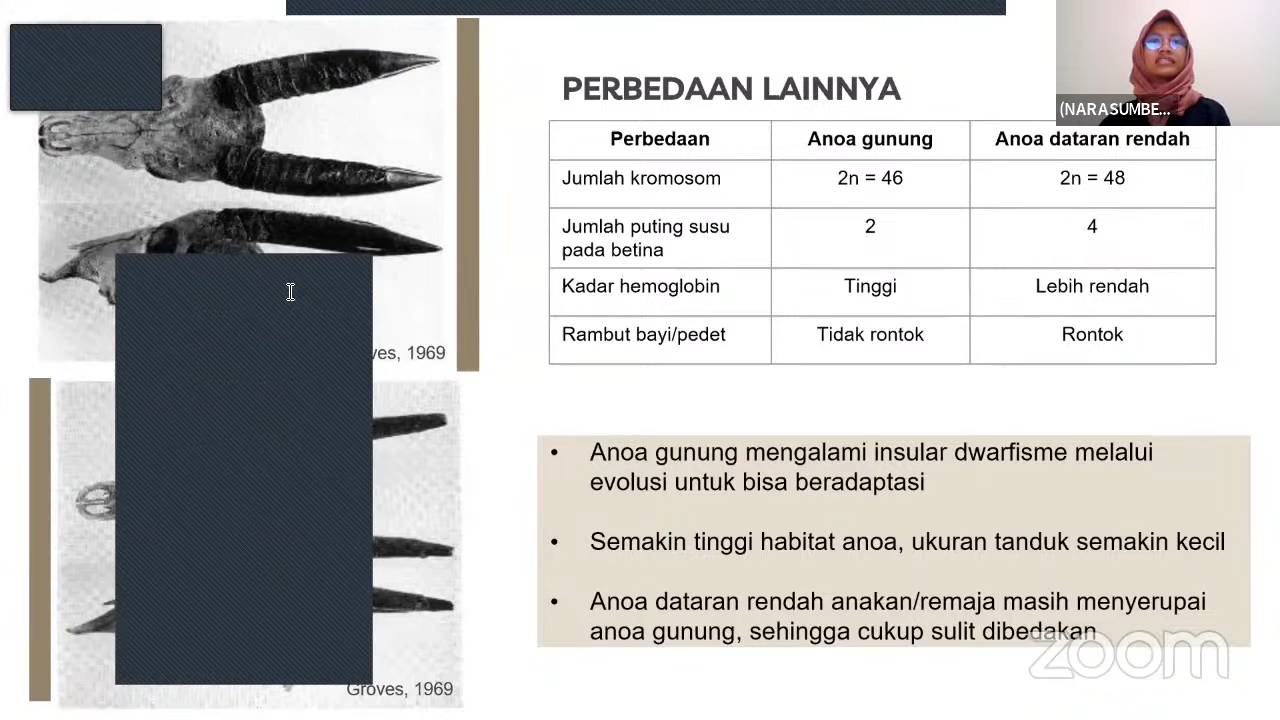 PERBEDAAN LAINNYA
(NARASUMBE...
Perbedaan Anoa gunung Anoa dataran rendah
Jumlah kromosom 2n = 46 2n = 48
Jumlah puting susu pada betina 2 4
Kadar hemoglobin Tinggi Lebih rendah
Rambut bayi/pedet Tidak rontok Rontok
, 1969
• Anoa gunung mengalami insular dwarfisme melalui
evolusi untuk bisa beradaptasi
• Semakin tinggi habitat anoa, ukuran tanduk semakin kecil
• Anoa dataran rendah anakan/remaja masih menyerupai
anoa gunung, sehingga cukup sulit dibedakan
zoom
Groves, 1969